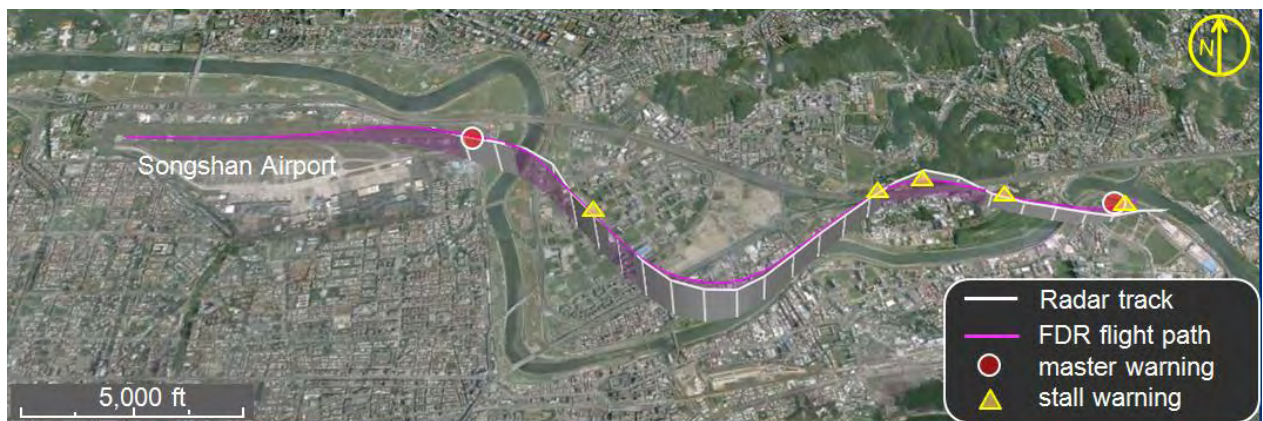 N
Songshan Airport
5,000 ft
Radar track
FDR flight path
master warning
stall warning